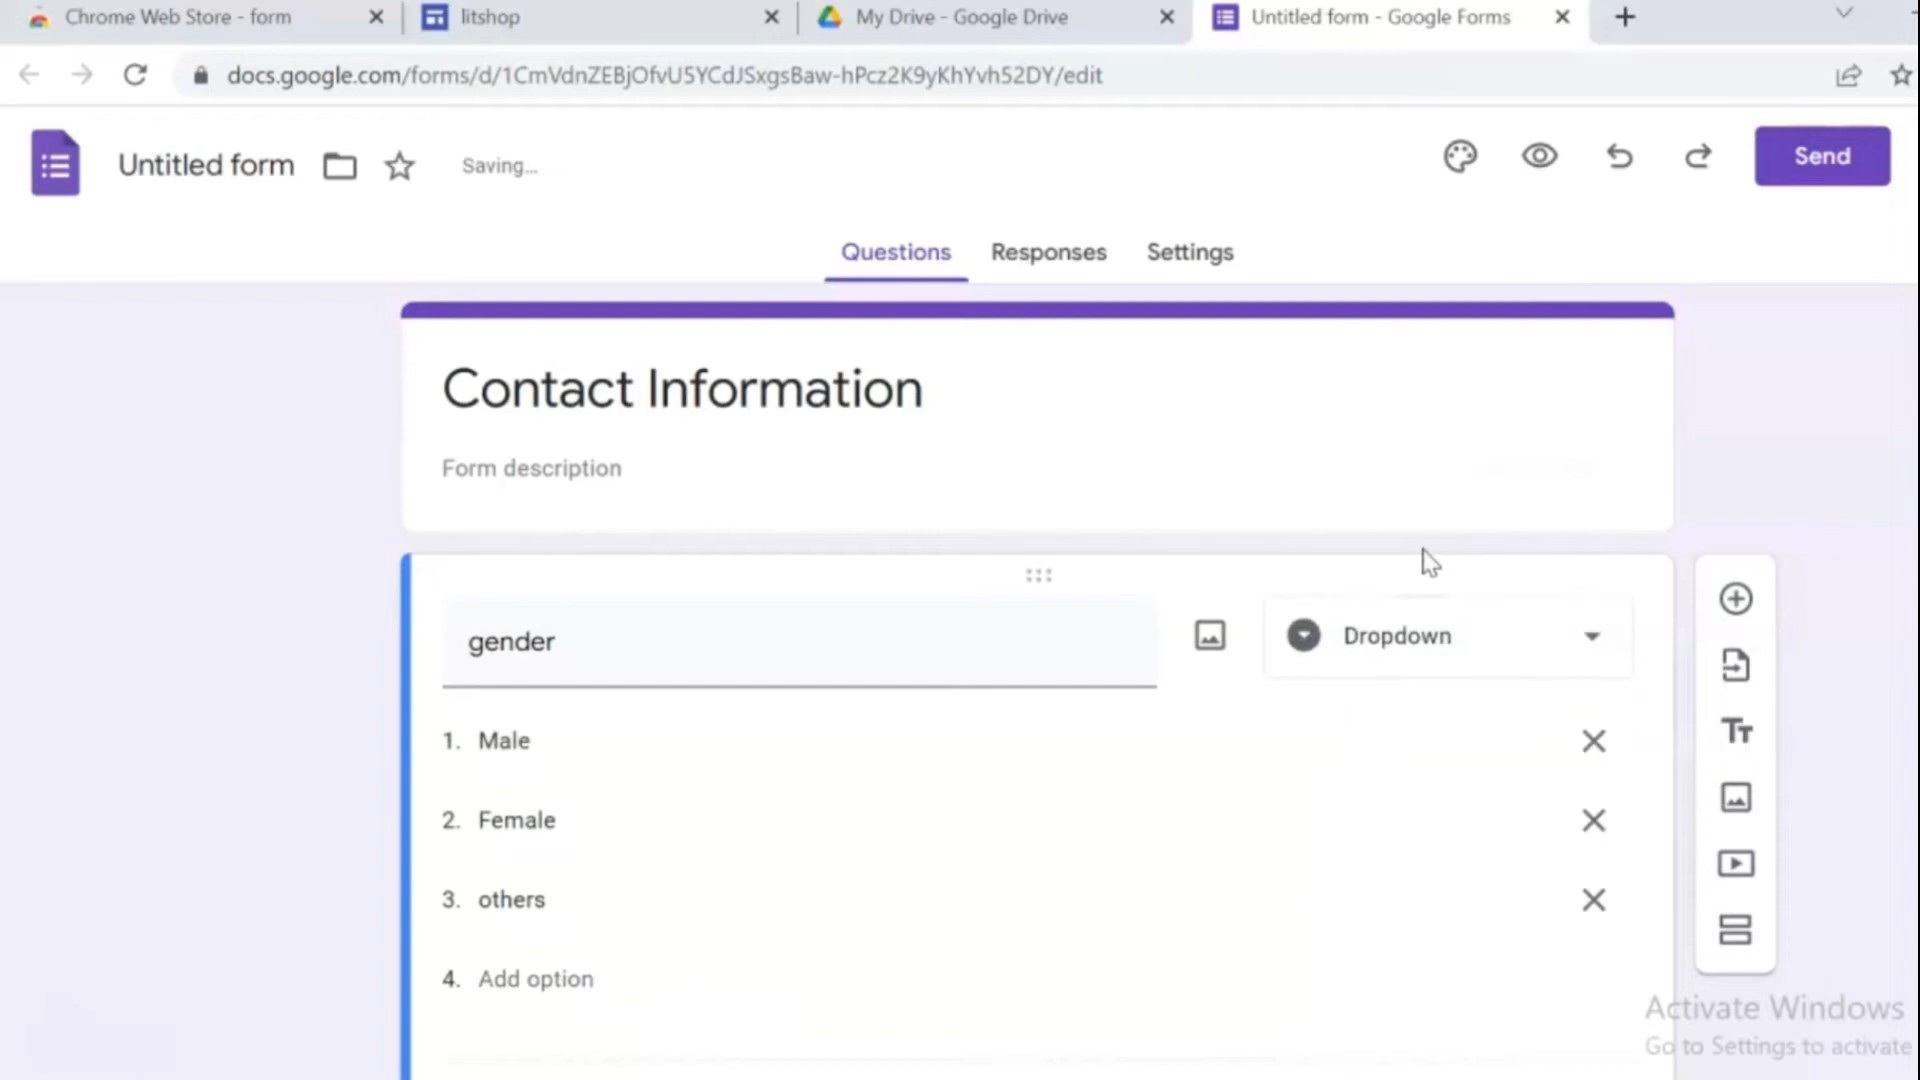 Chrome Web Store - form
litshop
My Drive - Google Drive
Untitled form - Google Forms
docs.google.com/forms/d/1CmVdnZEBjOfvU5YCdJSxgsBaw-hPcz2K9yKhYvh52DY/edit
Untitled form
Saving...
Send
Questions
Responses
Settings
Contact Information
Form description
gender
Dropdown
1. Male
2. Female
3. others
4. Add option
Activate Windows
Go to Settings to activate